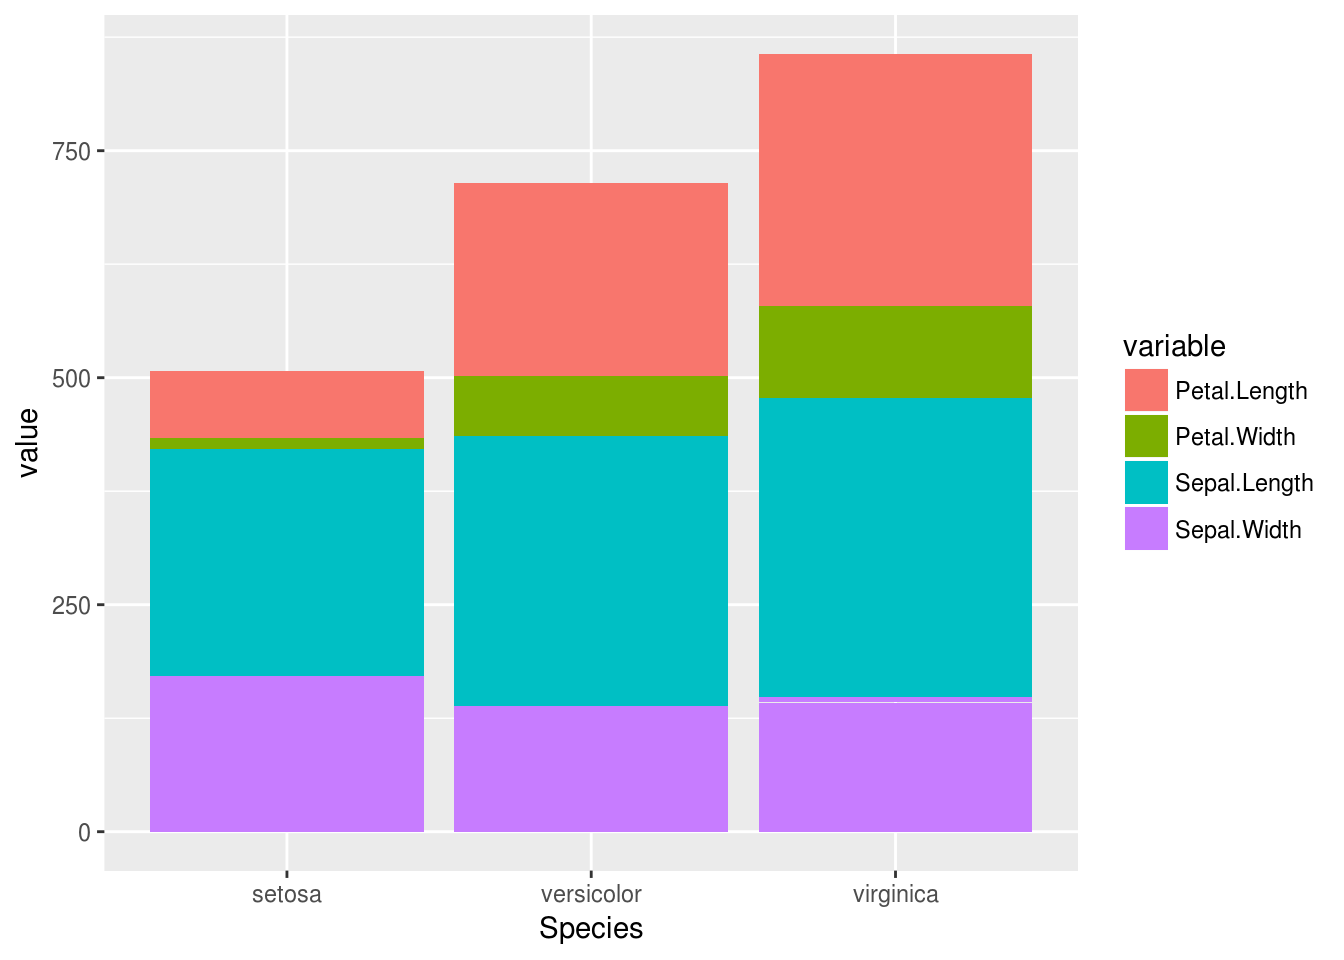 value
750
500
250
0
setosa
versicolor
virginica
Species
variable
Petal.Length
Petal.Width
Sepal.Length
Sepal.Width